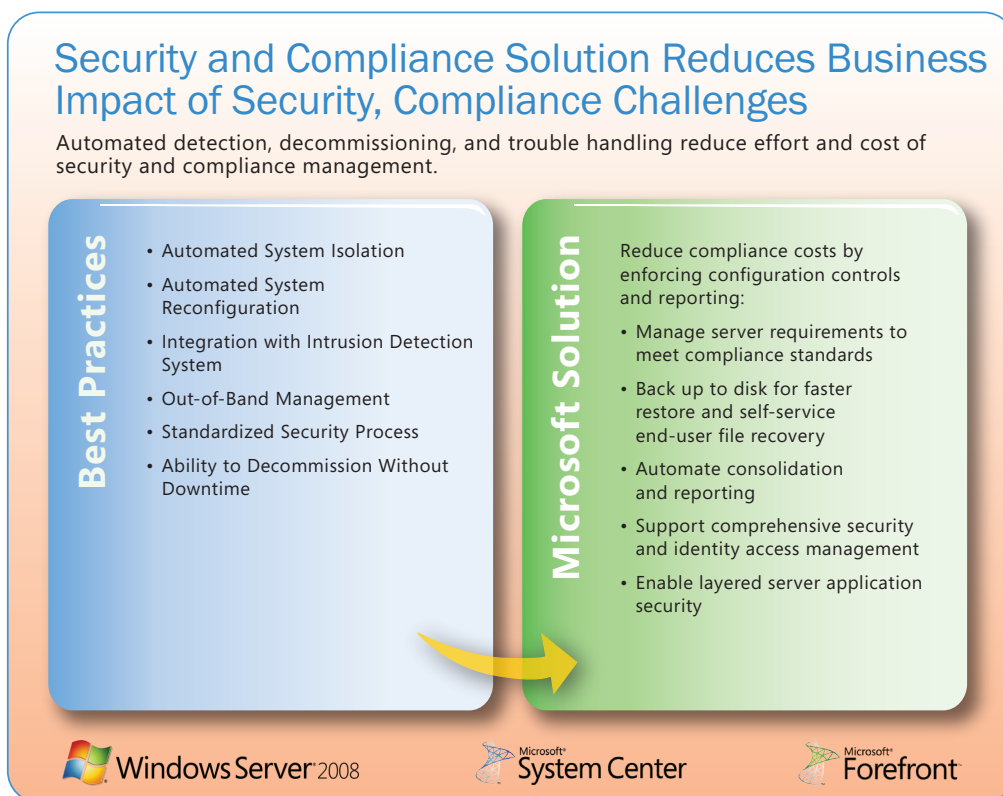 Security and Compliance Solution Reduces Business
Impact of Security, Compliance Challenges
Automated detection, decommissioning, and trouble handling reduce effort and cost of
security and compliance management.
Best Practices
• Automated System Isolation
• Automated System
Reconfiguration
• Integration with Intrusion Detection
System
• Out-of-Band Management
• Standardized Security Process
• Ability to Decommission Without
Downtime
Microsoft Solution
Reduce compliance costs by
enforcing configuration controls
and reporting:
• Manage server requirements to
meet compliance standards
• Back up to disk for faster
restore and self-service
end-user file recovery
• Automate consolidation
and reporting
• Support comprehensive security
and identity access management
• Enable layered server application
security
Windows Server 2008
Microsoft®
System Center
Microsoft®
Forefront